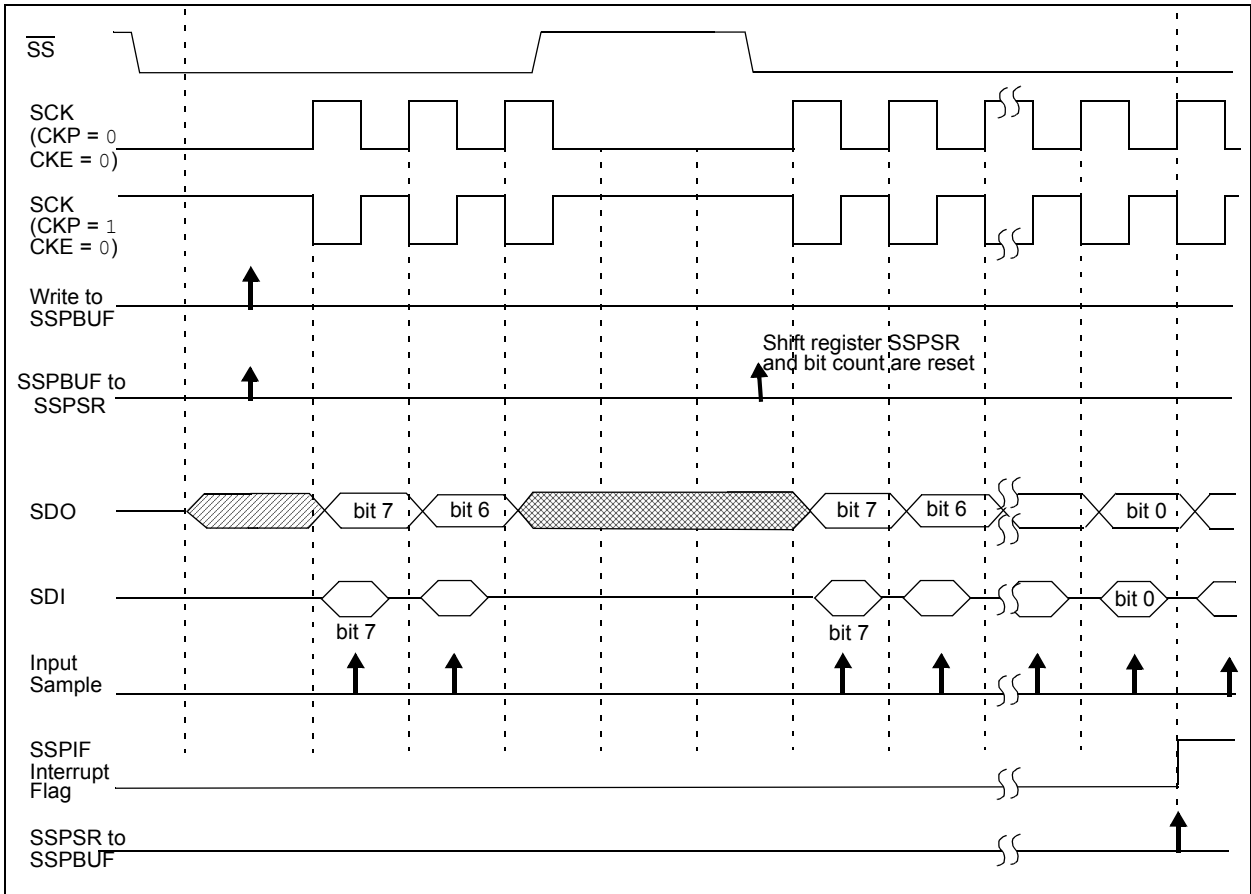 SS
SCK
(CKP = 0
CKE = 0)
SCK
(CKP = 1
CKE = 0)
Write to
SSPBUF
Shift register SSPSR
and bit count are reset
SSPBUF to
SSPSR
SDO
bit 7
bit 6
bit 7
bit 6
bit 0
SDI
bit 0
bit 7
bit 7
Input
Sample
SSPIF
Interrupt
Flag
SSPSR to
SSPBUF